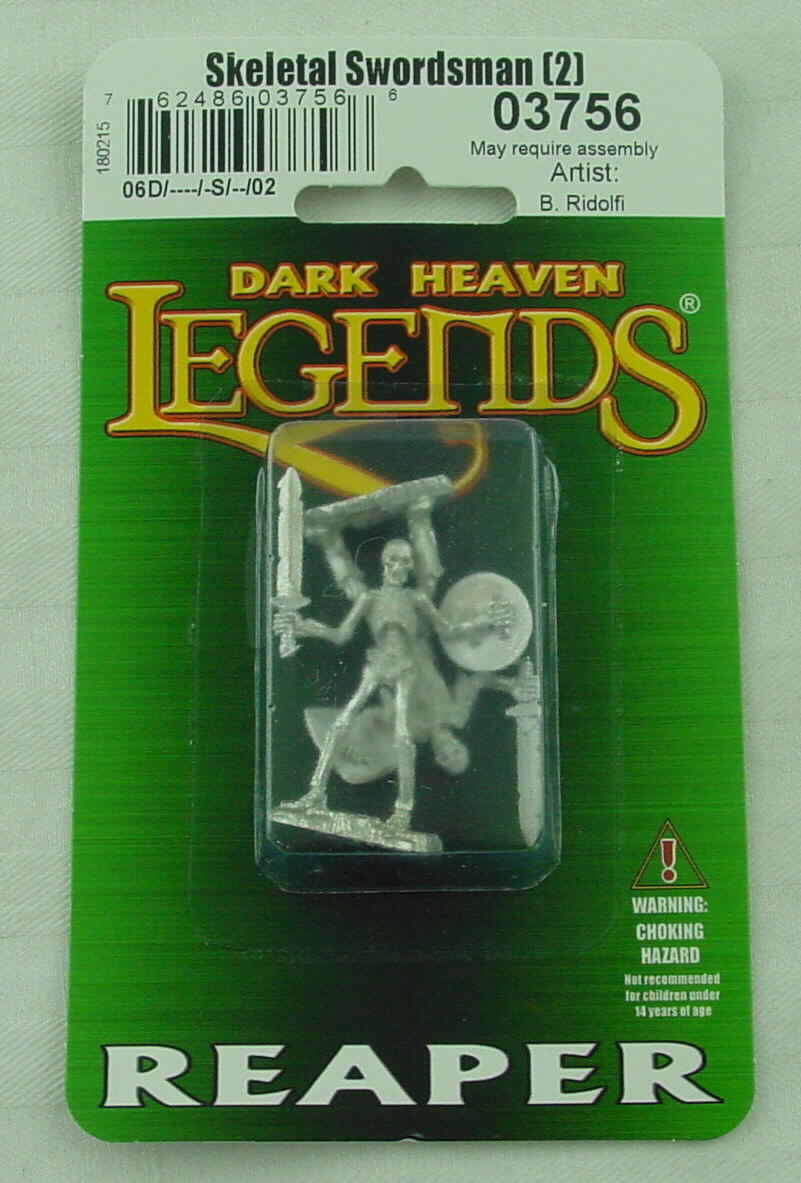 Skeletal Swordsman (2)
7 62486 03756 6
180215
03756
May require assembly
06D/----/-S/--/02
Artist:
B. Ridolfi
DARK HEAVEN
LEGENDS®
WARNING:
CHOKING
HAZARD
Not recommended
for children under
14 years of age
REAPER